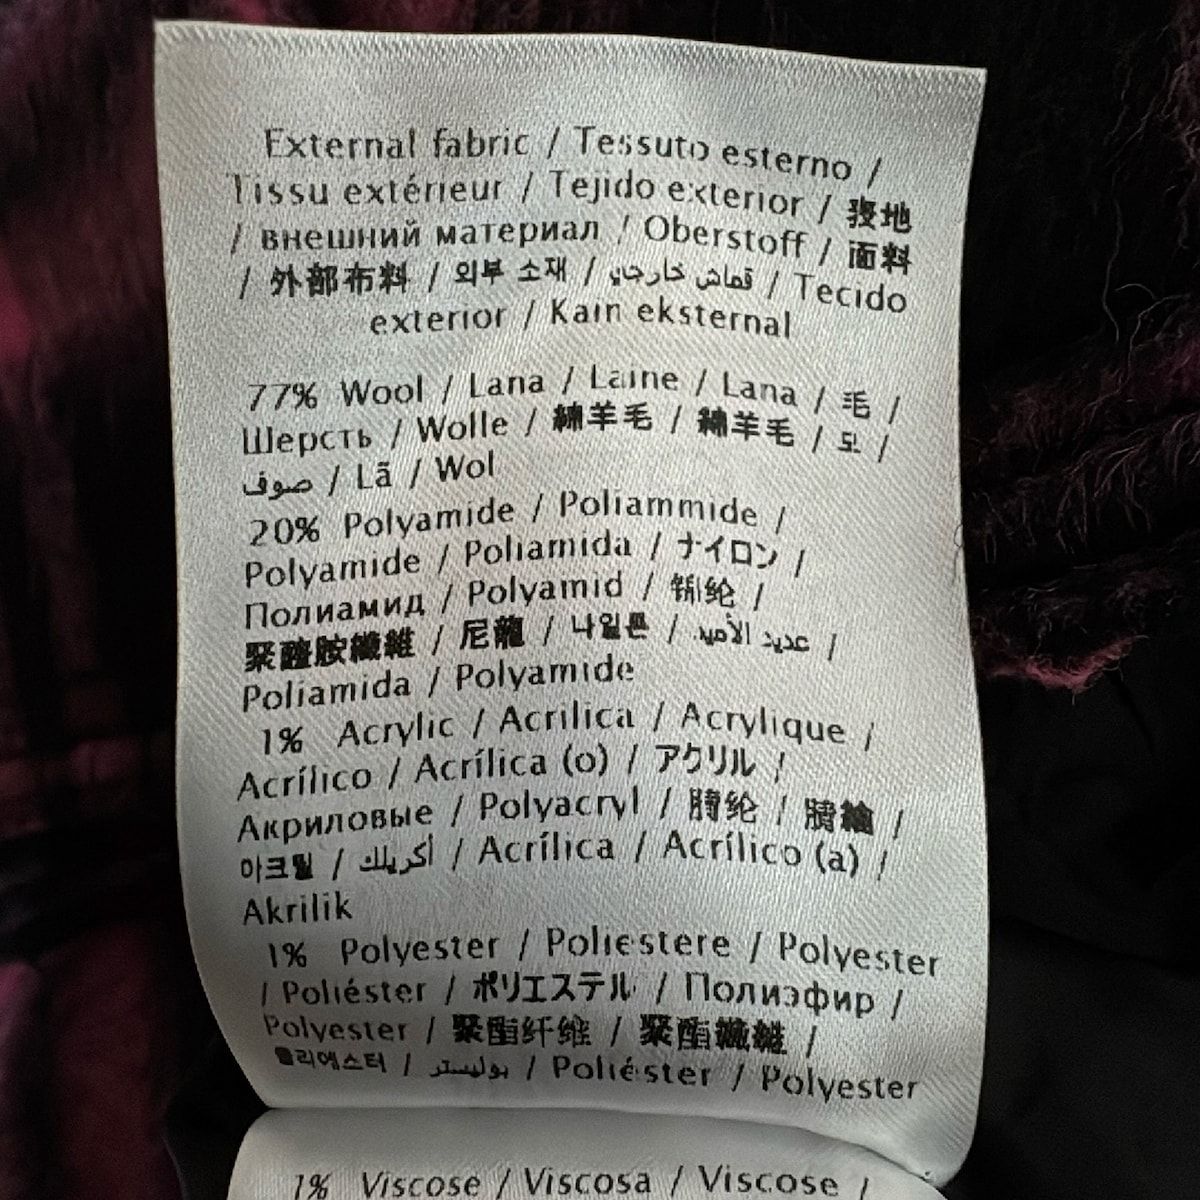 External fabric / Tessuto esterno /
Tissu extérieur / Tejido exterior / 表地
/ внешний материал / Oberstoff / 面料
/ 外部布料 / 외부 소재 / قماش خارجي / Tecido
exterior / Kain eksternal
77% Wool / Lana / Laine / Lana / 毛 /
Шерсть / Wolle / 綿羊毛 / 綿羊毛 / 모 /
صوف / Lã / Wol
20% Polyamide / Poliammide /
Polyamide / Poliamida / ナイロン /
Полиамид / Polyamid / 锦纶 /
聚醯胺纖維 / 尼龍 / 나일론 / عديد الأميد /
Poliamida / Polyamide
1% Acrylic / Acrilica / Acrylique /
Acrílico / Acrílica (o) / アクリル /
Акриловые / Polyacryl / 腈纶 / 腈綸 /
아크릴 / أكريلك / Acrílica / Acrílico (a) /
Akrilik
1% Polyester / Poliestere / Polyester
/ Poliéster / ポリエステル / Полиэфир /
Polyester / 聚酯纤维 / 聚酯纖維 /
폴리에스터 / بوليستر / Poliéster / Polyester
1% Viscose / Viscosa / Viscose /